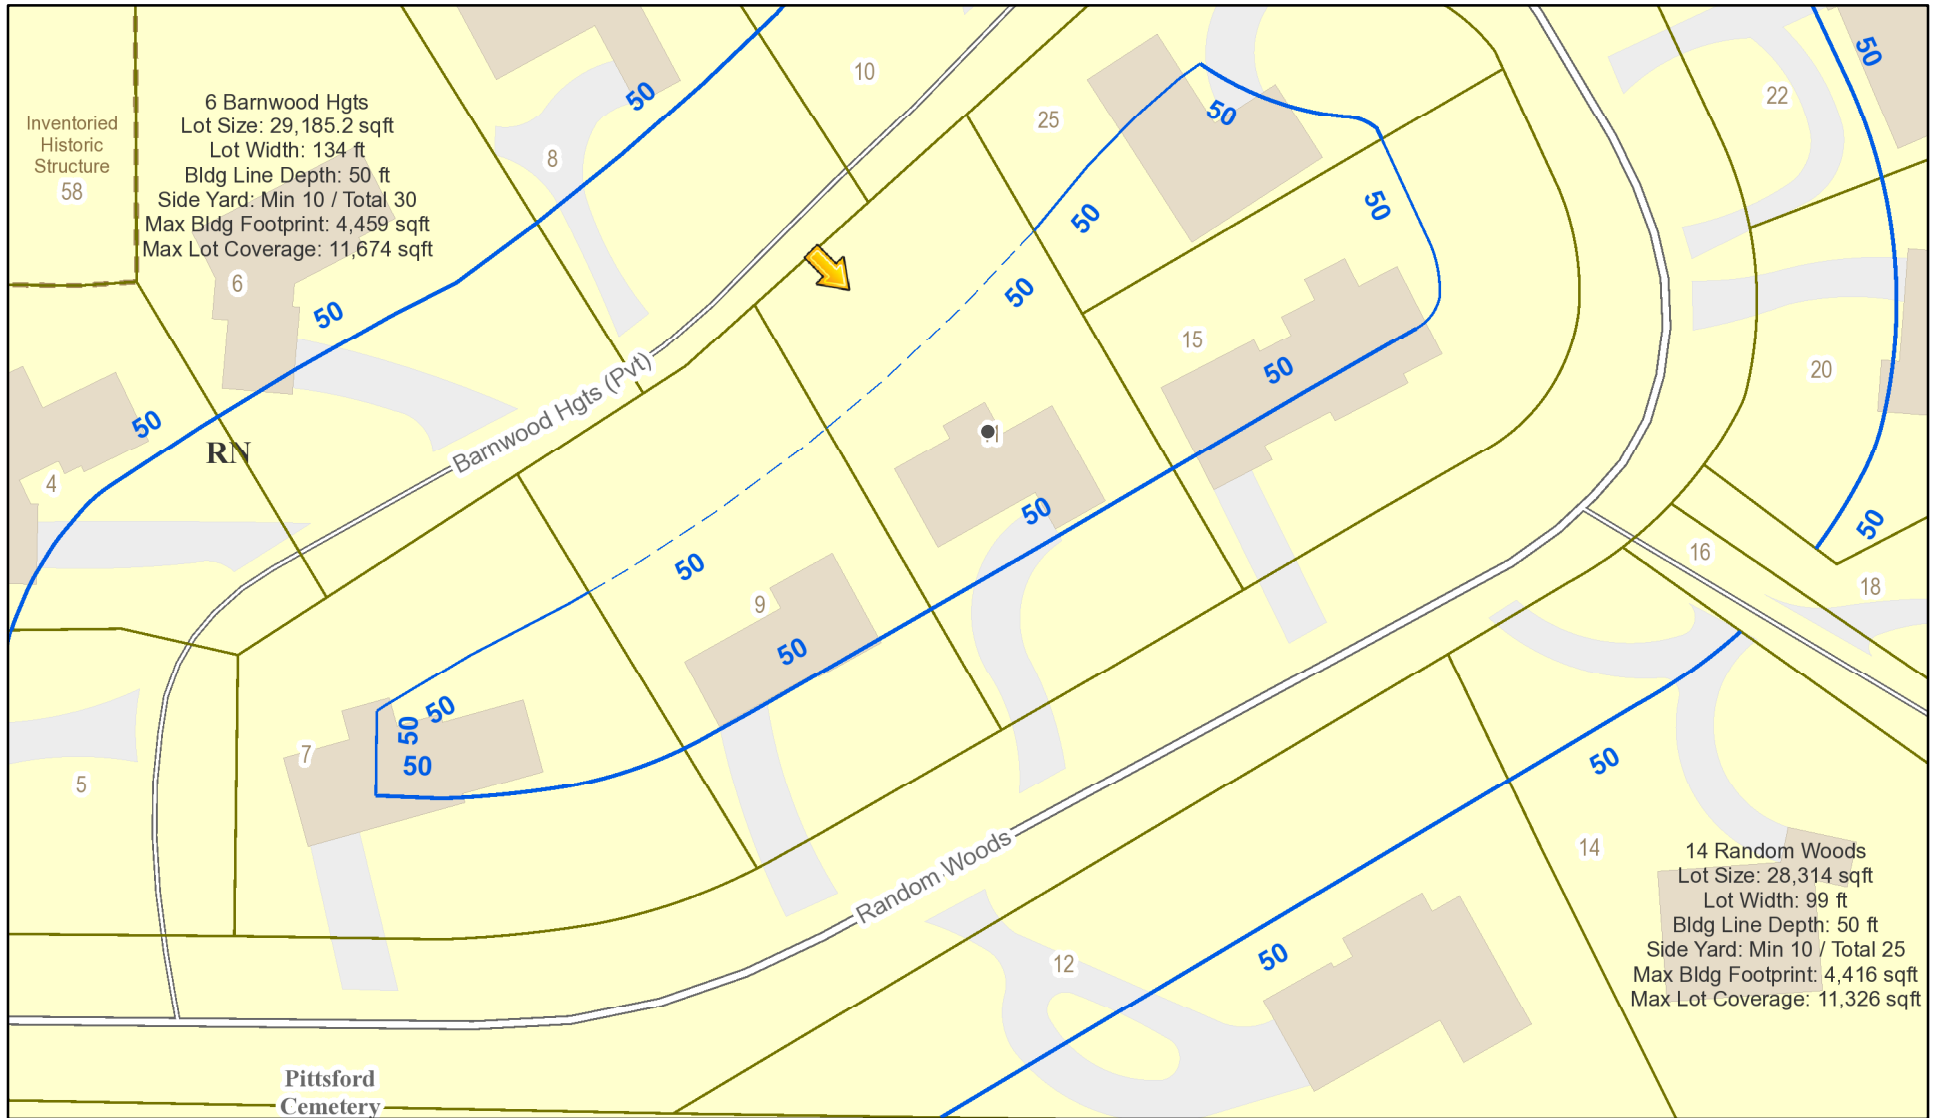 Inventoried
Historic
Structure
58
6 Barnwood Hgts
Lot Size: 29,185.2 sqft
Lot Width: 134 ft
Bldg Line Depth: 50 ft
Side Yard: Min 10 / Total 30
Max Bldg Footprint: 4,459 sqft
Max Lot Coverage: 11,674 sqft
6
8
10
25
22
50
50
50
50
50
50
50
50
50
15
50
20
4
RN
Barnwood Hgts (Pvt)
50
50
50
16
18
9
50
7
50
50
50
5
50
14
14 Random Woods
Lot Size: 28,314 sqft
Lot Width: 99 ft
Bldg Line Depth: 50 ft
Side Yard: Min 10 / Total 25
Max Bldg Footprint: 4,416 sqft
Max Lot Coverage: 11,326 sqft
Random Woods
12
50
Pittsford
Cemetery